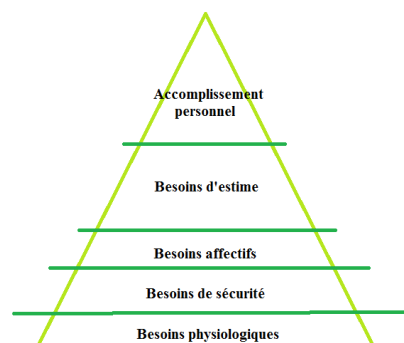 Accomplissement
personnel
Besoins d'estime
Besoins affectifs
Besoins de sécurité
Besoins physiologiques